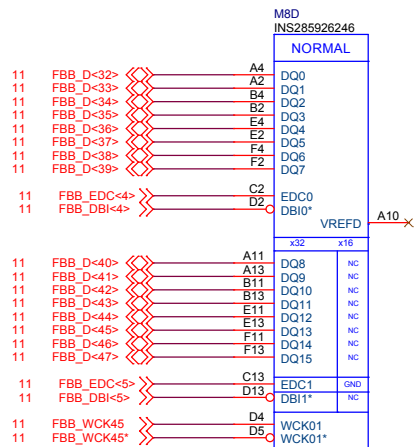 M8D
INS285926246
NORMAL
11 FBB_D<32> A4 DQ0
11 FBB_D<33> A2 DQ1
11 FBB_D<34> B4 DQ2
11 FBB_D<35> B2 DQ3
11 FBB_D<36> E4 DQ4
11 FBB_D<37> E2 DQ5
11 FBB_D<38> F4 DQ6
11 FBB_D<39> F2 DQ7
11 FBB_EDC<4> C2 EDC0
11 FBB_DBI<4> D2 DBI0*
VREFD A10
x32 x16
11 FBB_D<40> A11 DQ8 NC
11 FBB_D<41> A13 DQ9 NC
11 FBB_D<42> B11 DQ10 NC
11 FBB_D<43> B13 DQ11 NC
11 FBB_D<44> E11 DQ12 NC
11 FBB_D<45> E13 DQ13 NC
11 FBB_D<46> F11 DQ14 NC
11 FBB_D<47> F13 DQ15 NC
11 FBB_EDC<5> C13 EDC1 GND
11 FBB_DBI<5> D13 DBI1* NC
11 FBB_WCK45 D4 WCK01
11 FBB_WCK45* D5 WCK01*